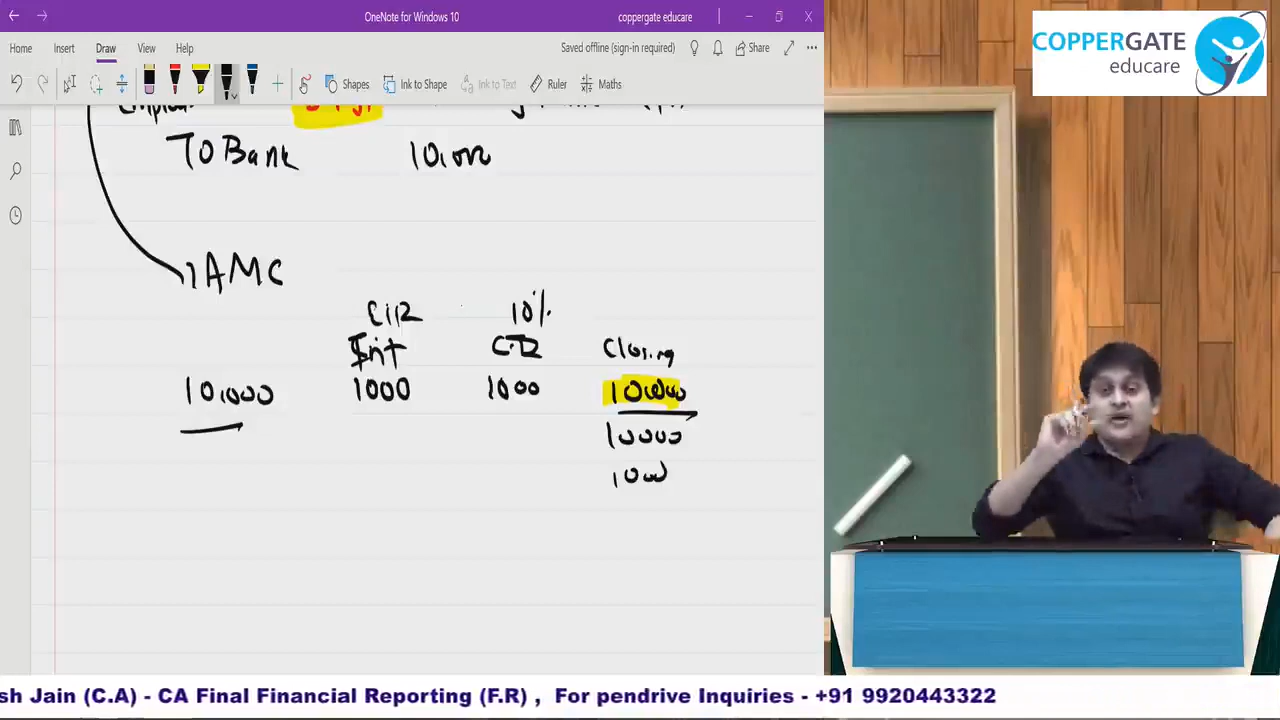 OneNote for Windows 10
coppergate educare
Home Insert Draw View Help
Saved offline (sign-in required)
Share
Shapes
Ink to Shape
Ink to Text
Ruler
Maths
COPPERGATE
educare
TO Bank 10,000
AMC
EIR 10%
Int CF Closing
10,000 1000 1000 10000
10000
1000
sh Jain (C.A) - CA Final Financial Reporting (F.R) , For pendrive Inquiries - +91 9920443322